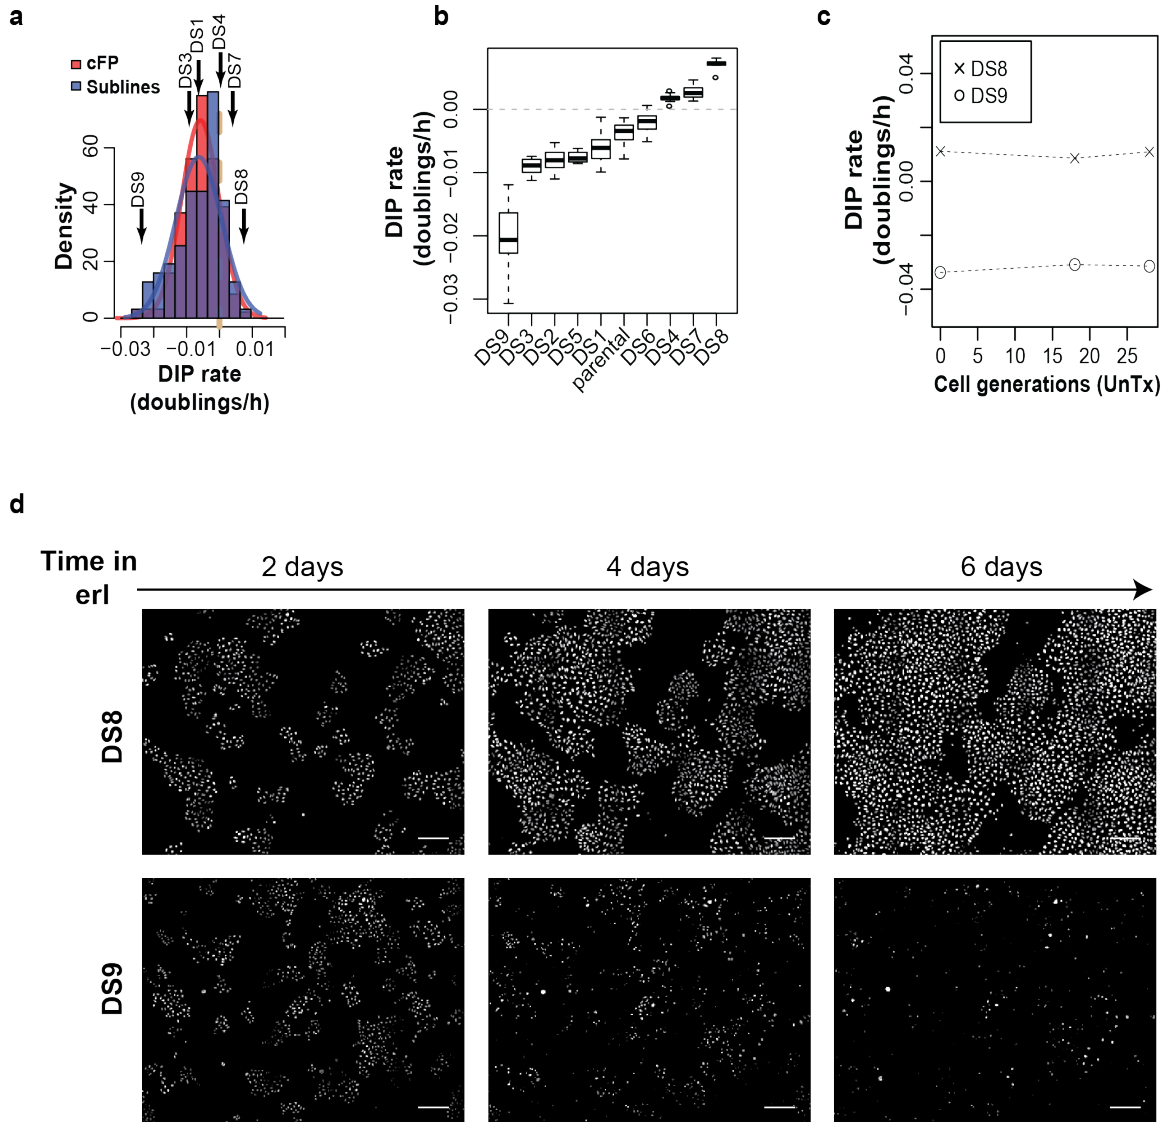 a
cFP
Sublines
DS3
DS1
DS4
DS7
DS9
DS8
Density
0
20
40
60
−0.03
−0.01
0.01
DIP rate
(doublings/h)
b
DIP rate
(doublings/h)
0.00
−0.01
−0.02
−0.03
DS9
DS3
DS2
DS5
DS1
parental
DS6
DS4
DS7
DS8
c
DS8
DS9
DIP rate
(doublings/h)
0.04
0.00
−0.04
0
5
10
15
20
25
Cell generations (UnTx)
d
Time in
erl
2 days
4 days
6 days
DS8
DS9